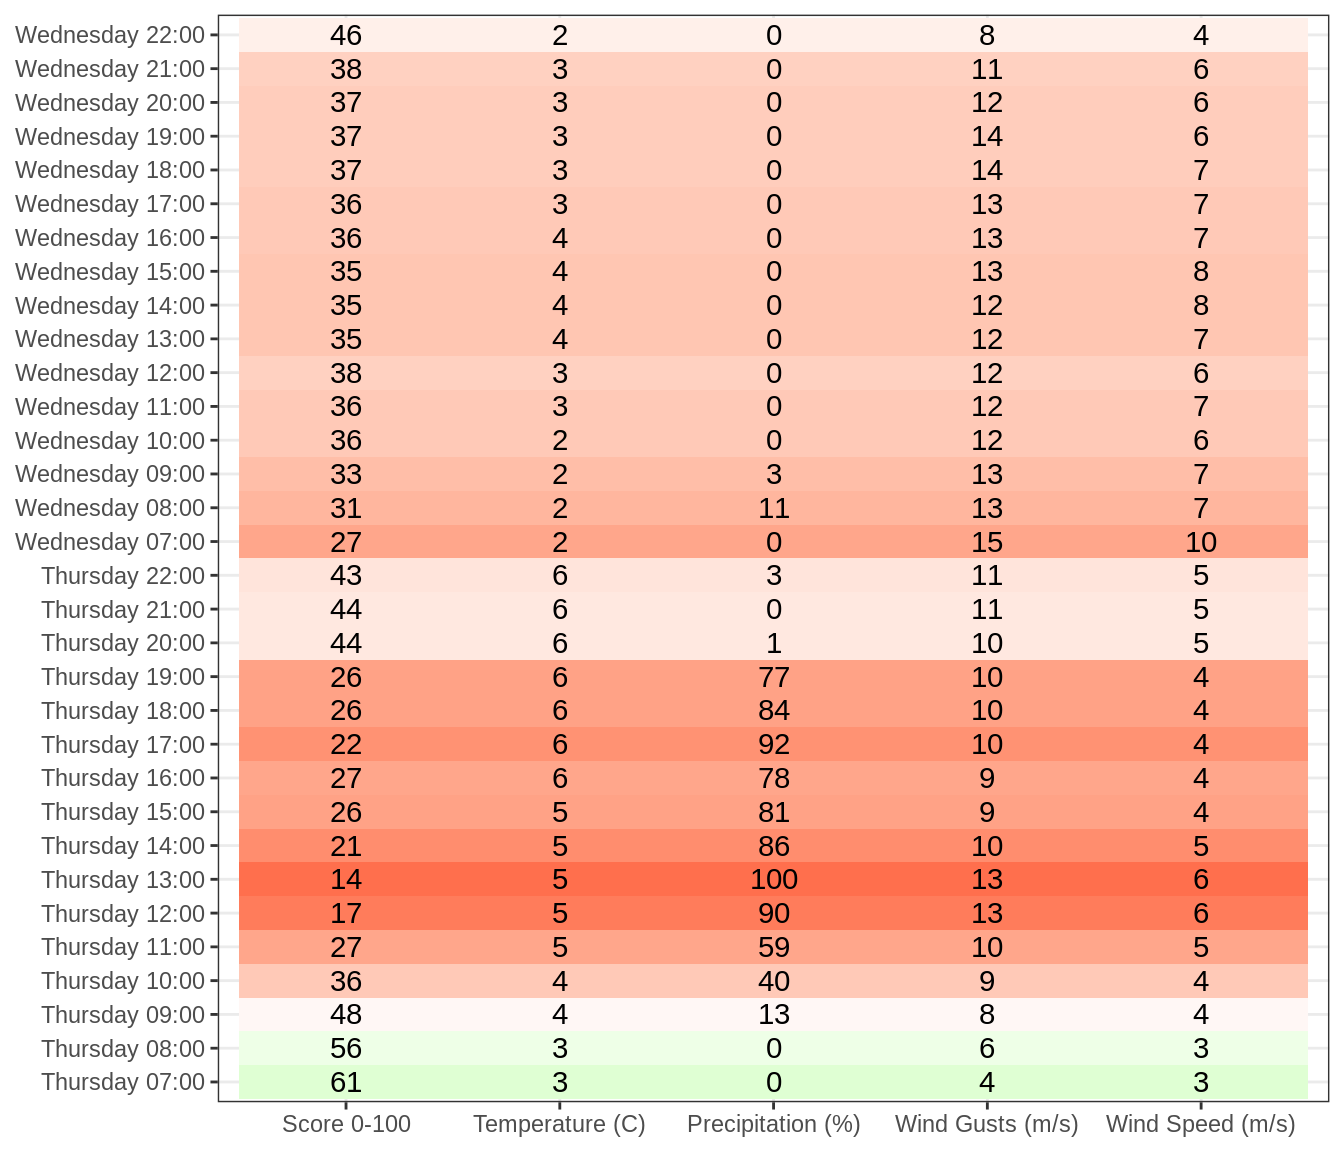 Wednesday 22:00 46 2 0 8 4
Wednesday 21:00 38 3 0 11 6
Wednesday 20:00 37 3 0 12 6
Wednesday 19:00 37 3 0 14 6
Wednesday 18:00 37 3 0 14 7
Wednesday 17:00 36 3 0 13 7
Wednesday 16:00 36 4 0 13 7
Wednesday 15:00 35 4 0 13 8
Wednesday 14:00 35 4 0 12 8
Wednesday 13:00 35 4 0 12 7
Wednesday 12:00 38 3 0 12 6
Wednesday 11:00 36 3 0 12 7
Wednesday 10:00 36 2 0 12 6
Wednesday 09:00 33 2 3 13 7
Wednesday 08:00 31 2 11 13 7
Wednesday 07:00 27 2 0 15 10
Thursday 22:00 43 6 3 11 5
Thursday 21:00 44 6 0 11 5
Thursday 20:00 44 6 1 10 5
Thursday 19:00 26 6 77 10 4
Thursday 18:00 26 6 84 10 4
Thursday 17:00 22 6 92 10 4
Thursday 16:00 27 6 78 9 4
Thursday 15:00 26 5 81 9 4
Thursday 14:00 21 5 86 10 5
Thursday 13:00 14 5 100 13 6
Thursday 12:00 17 5 90 13 6
Thursday 11:00 27 5 59 10 5
Thursday 10:00 36 4 40 9 4
Thursday 09:00 48 4 13 8 4
Thursday 08:00 56 3 0 6 3
Thursday 07:00 61 3 0 4 3
Score 0-100 Temperature (C) Precipitation (%) Wind Gusts (m/s) Wind Speed (m/s)